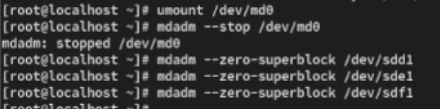 [root@localhost ~]# umount /dev/md0
[root@localhost ~]# mdadm --stop /dev/md0
mdadm: stopped /dev/md0
[root@localhost ~]# mdadm --zero-superblock /dev/sdd1
[root@localhost ~]# mdadm --zero-superblock /dev/sde1
[root@localhost ~]# mdadm --zero-superblock /dev/sdf1
[root@localhost ~]#